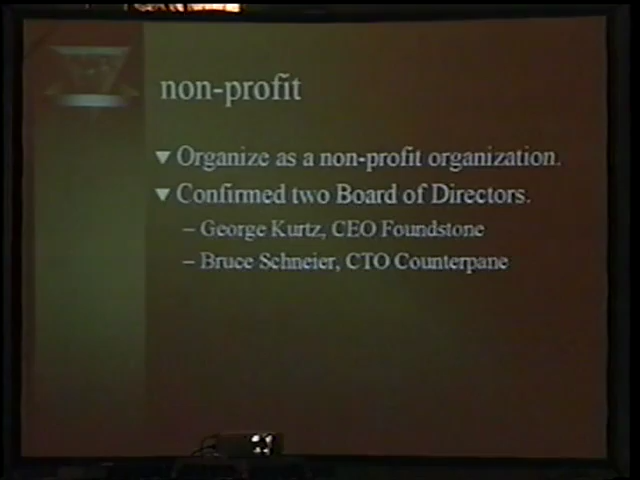 non-profit
Organize as a non-profit organization.
Confirmed two Board of Directors.
– George Kurtz, CEO Foundstone
– Bruce Schneier, CTO Counterpane